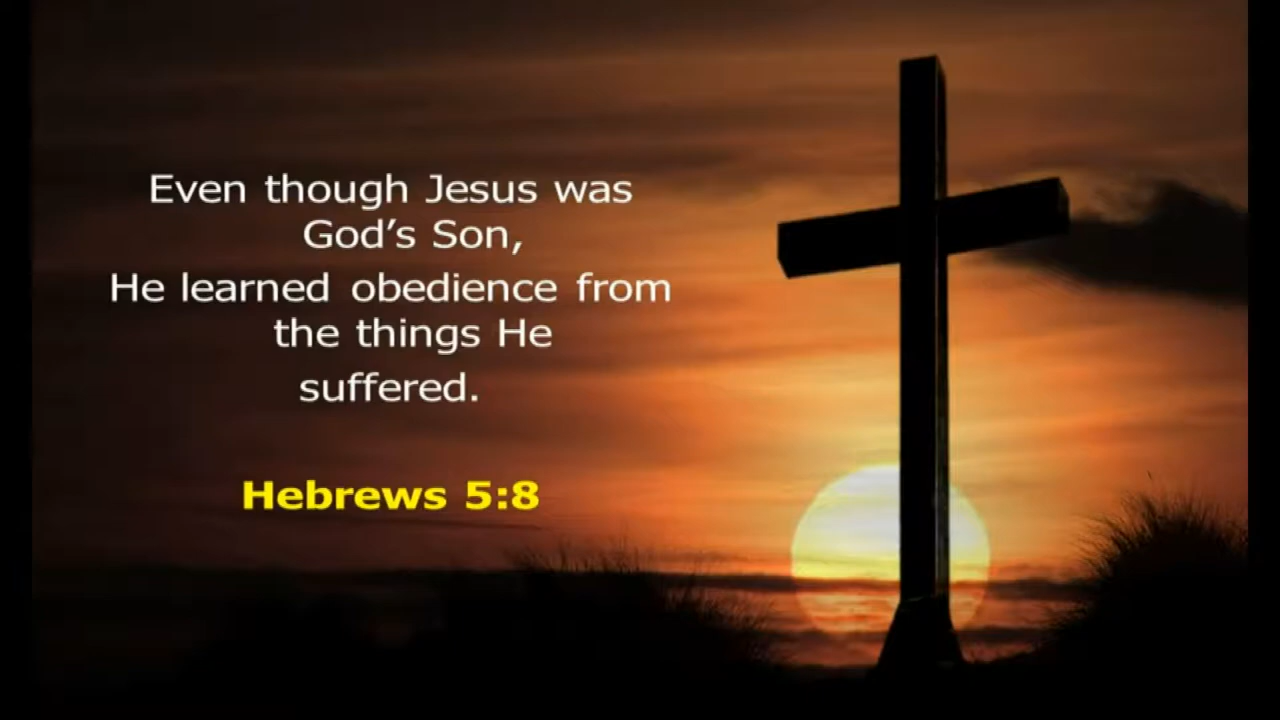 Even though Jesus was
God’s Son,
He learned obedience from
the things He
suffered.
Hebrews 5:8